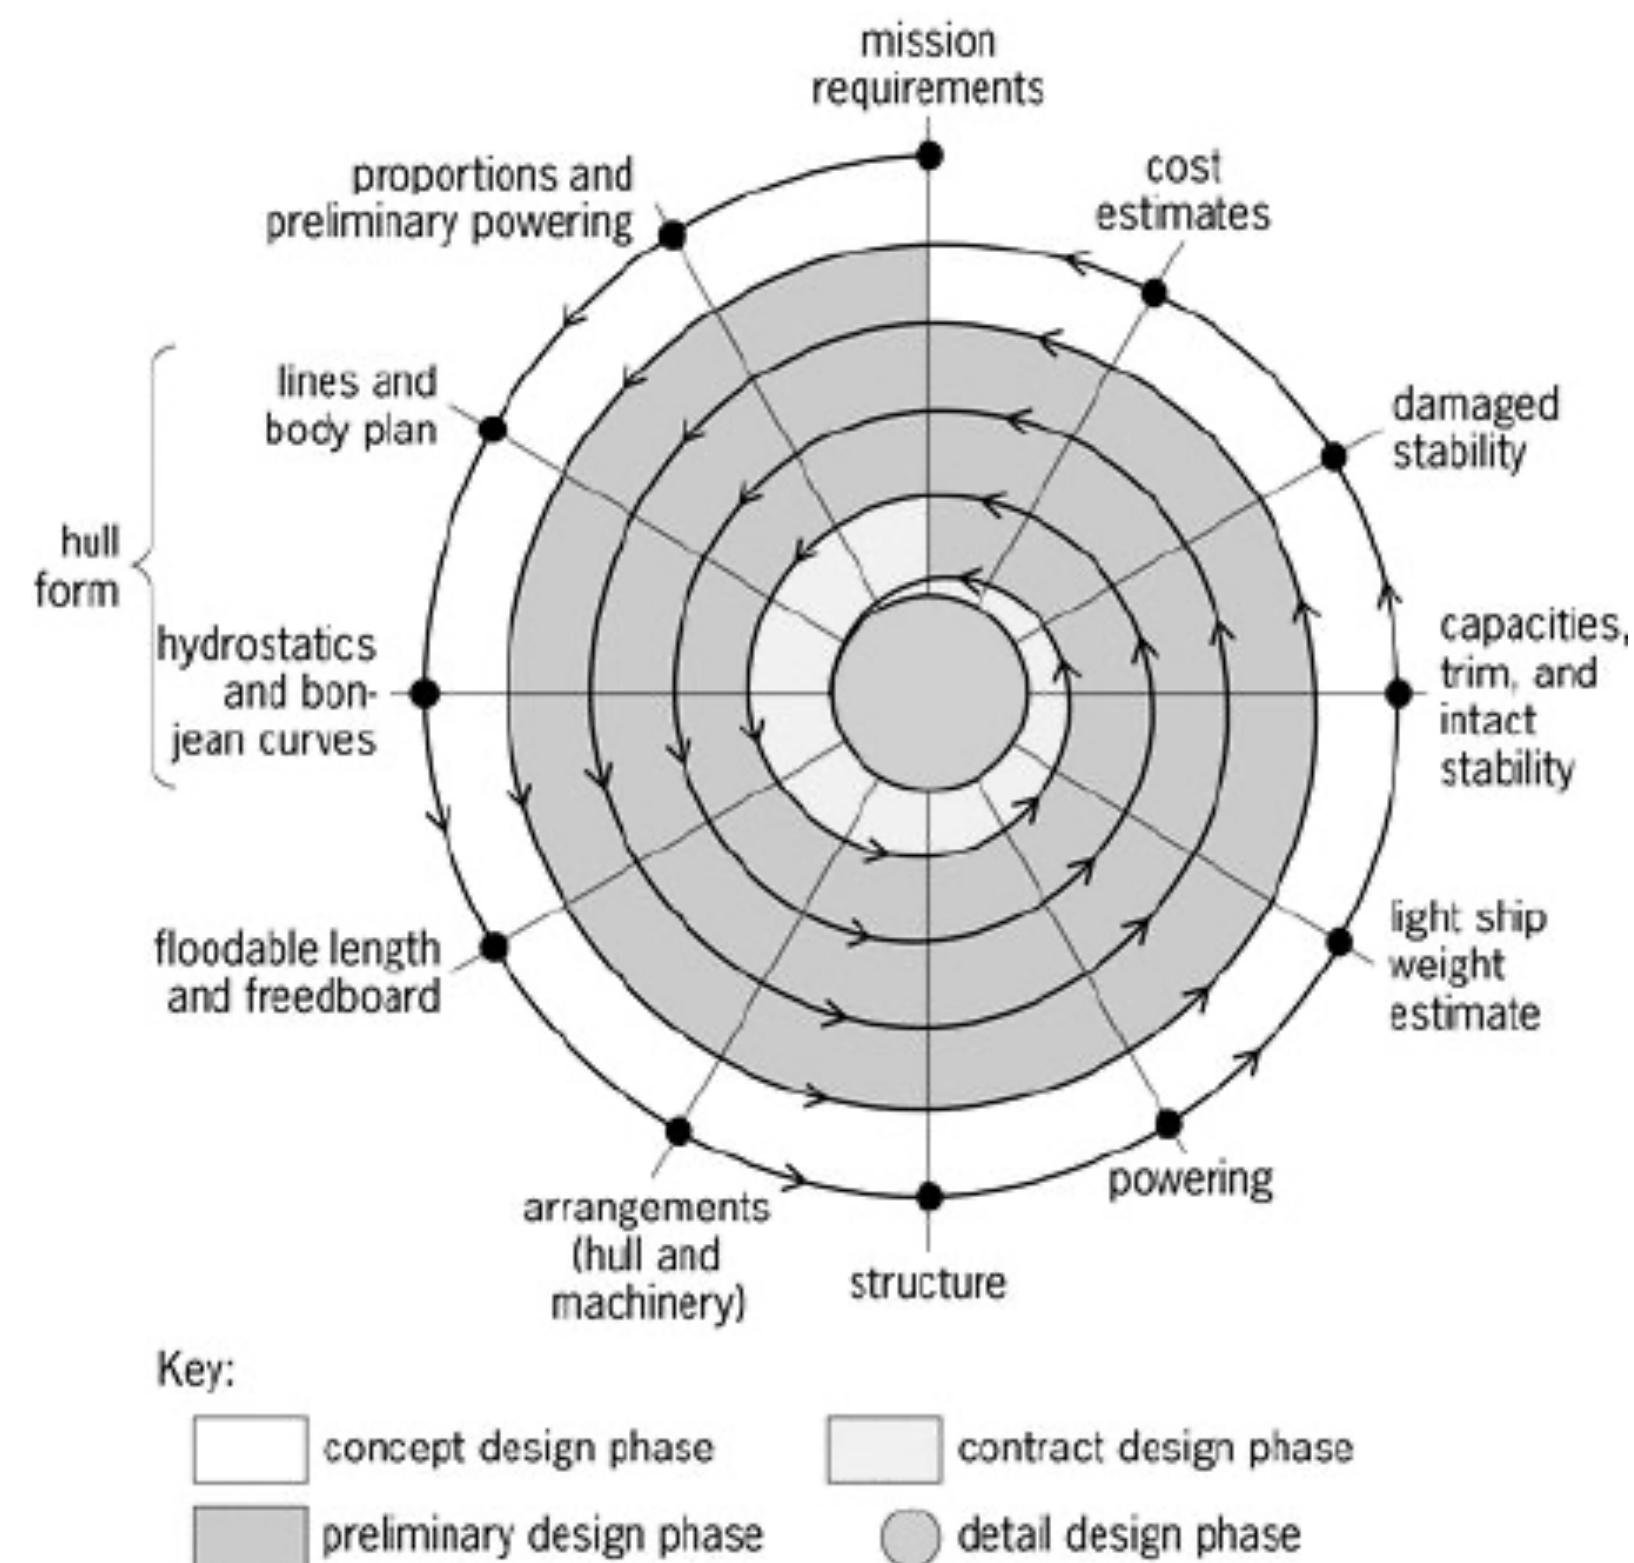 mission
requirements
cost
estimates
proportions and
preliminary powering
lines and
body plan
damaged
stability
hull
form
hydrostatics
and bon-
jean curves
capacities,
trim, and
intact
stability
floodable length
and freedboard
light ship
weight
estimate
arrangements
(hull and
machinery)
structure
powering
Key:
concept design phase
contract design phase
preliminary design phase
detail design phase